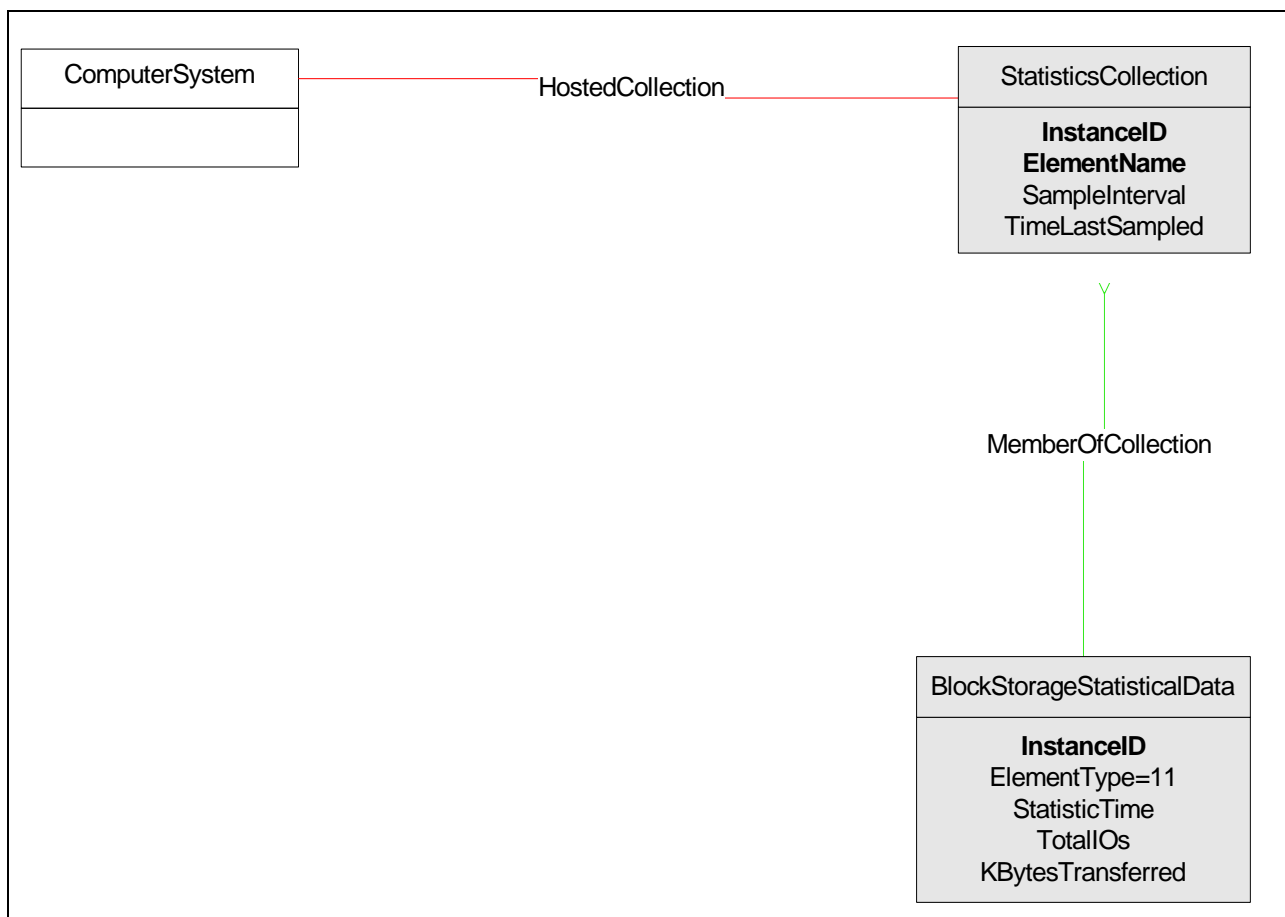 ComputerSystem
HostedCollection
StatisticsCollection
InstanceID
ElementName
SampleInterval
TimeLastSampled
MemberOfCollection
BlockStorageStatisticalData
InstanceID
ElementType=11
StatisticTime
TotalIOs
KBytesTransferred